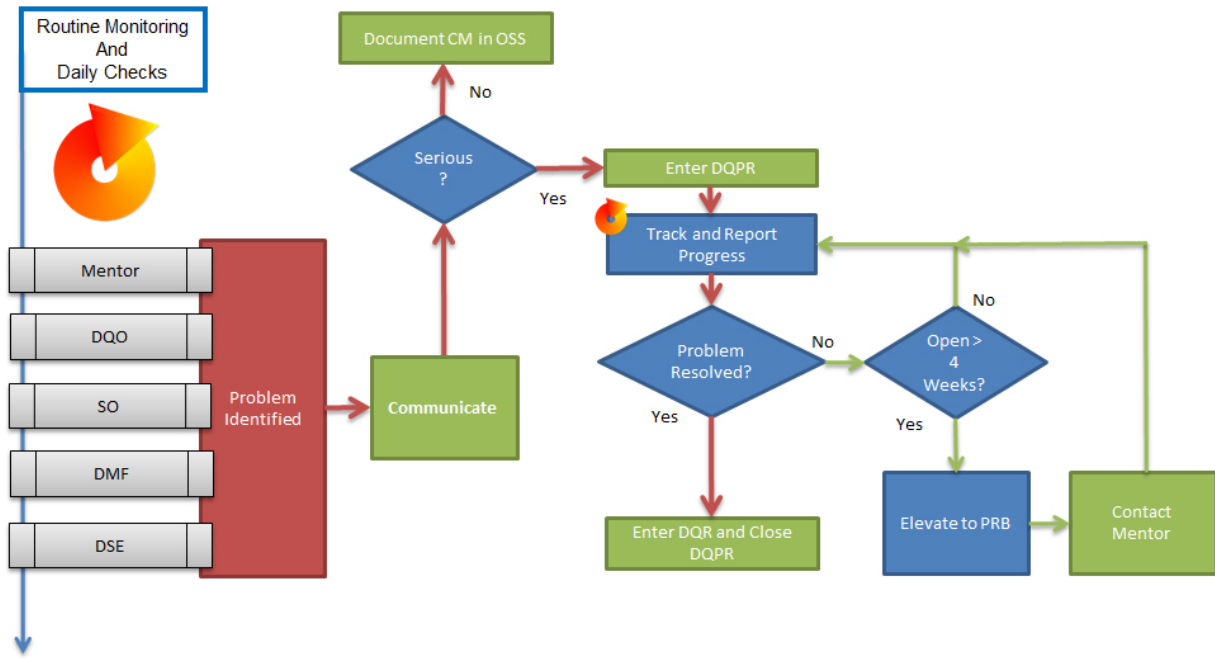 Routine Monitoring
And
Daily Checks
Document CM in OSS
No
Serious
?
Yes
Enter DQPR
Track and Report
Progress
Mentor
DQO
SO
DMF
DSE
Problem
Identified
Communicate
Problem
Resolved?
No
Yes
Open >
4
Weeks?
No
Yes
Enter DQR and Close
DQPR
Elevate to PRB
Contact
Mentor